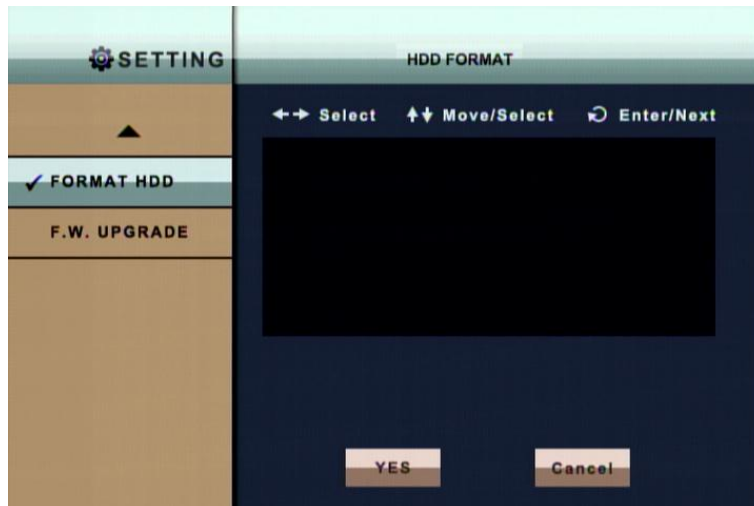 SETTING
HDD FORMAT
Select Move/Select Enter/Next
FORMAT HDD
F.W. UPGRADE
YES Cancel